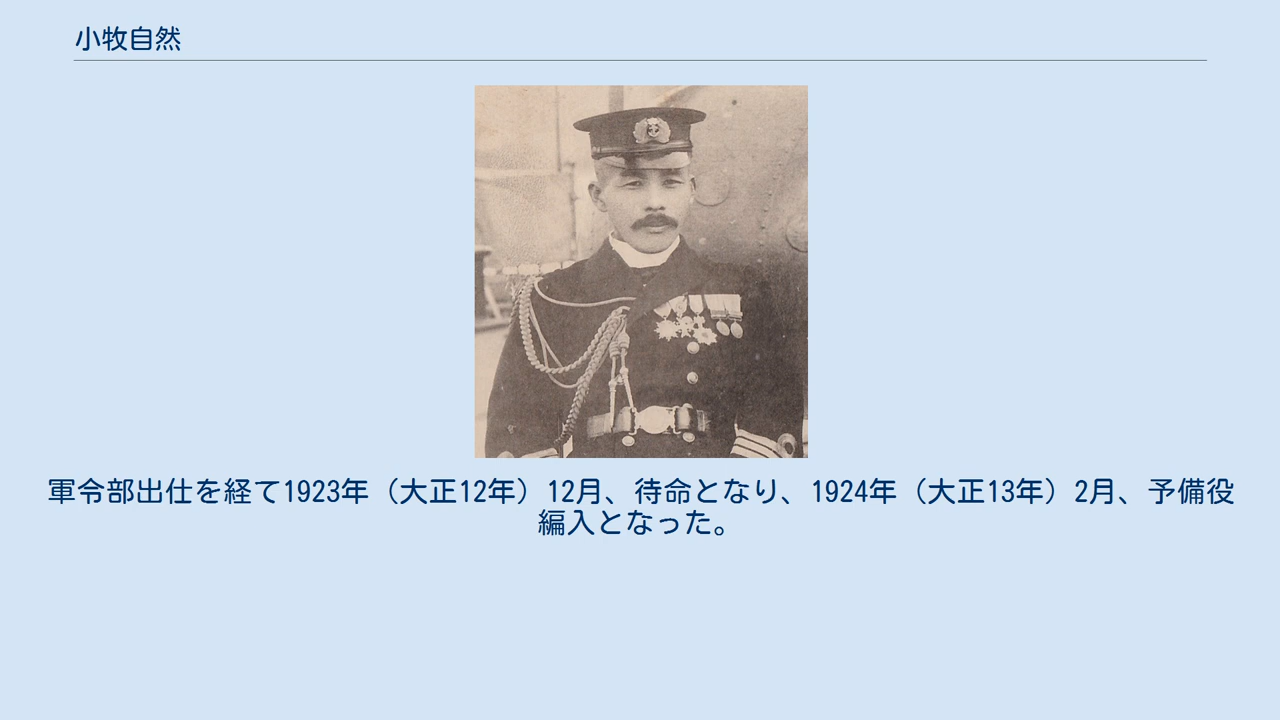 小牧自然
軍令部出仕を経て1923年（大正12年）12月、待命となり、1924年（大正13年）2月、予備役
編入となった。